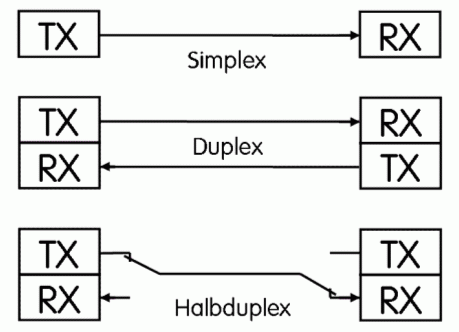 TX RX
Simplex
TX RX
Duplex
RX TX
TX TX
RX RX
Halbduplex